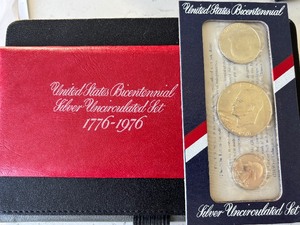 United States Bicentennial
Silver Uncirculated Set
1776-1976
United States Bicentennial
Silver Uncirculated Set